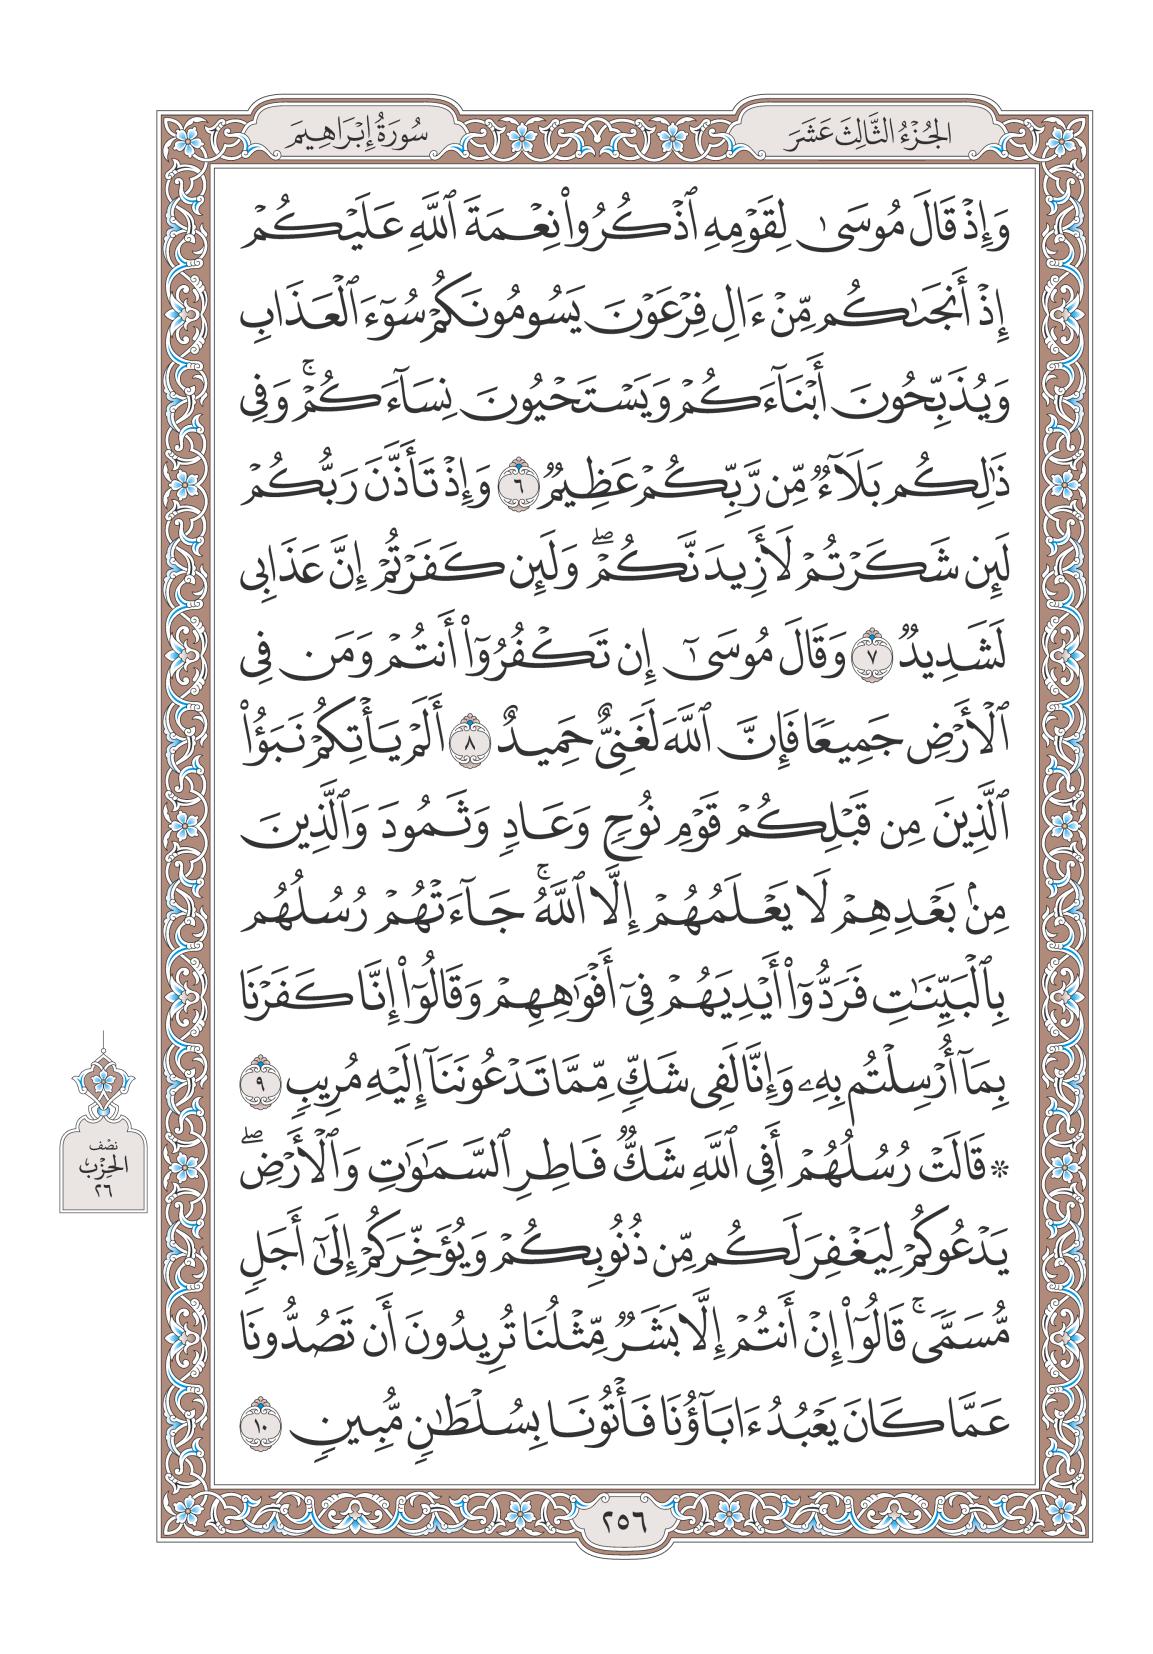 الجُزْءُ الثَّالِثَ عَشَرَ
سُورَةُ إِبْرَاهِيمَ
وَإِذْ قَالَ مُوسَىٰ لِقَوْمِهِ ٱذْكُرُوا۟ نِعْمَةَ ٱللَّهِ عَلَيْكُمْ
إِذْ أَنجَىٰكُم مِّنْ ءَالِ فِرْعَوْنَ يَسُومُونَكُمْ سُوٓءَ ٱلْعَذَابِ
وَيُذَبِّحُونَ أَبْنَآءَكُمْ وَيَسْتَحْيُونَ نِسَآءَكُمْ ۚ وَفِى
ذَٰلِكُم بَلَآءٌ مِّن رَّبِّكُمْ عَظِيمٌ ٦ وَإِذْ تَأَذَّنَ رَبُّكُمْ
لَئِن شَكَرْتُمْ لَأَزِيدَنَّكُمْ ۖ وَلَئِن كَفَرْتُمْ إِنَّ عَذَابِى
لَشَدِيدٌ ٧ وَقَالَ مُوسَىٰٓ إِن تَكْفُرُوٓا۟ أَنتُمْ وَمَن فِى
ٱلْأَرْضِ جَمِيعًا فَإِنَّ ٱللَّهَ لَغَنِىٌّ حَمِيدٌ ٨ أَلَمْ يَأْتِكُمْ نَبَؤُا۟
ٱلَّذِينَ مِن قَبْلِكُمْ قَوْمِ نُوحٍ وَعَادٍ وَثَمُودَ وَٱلَّذِينَ
مِنۢ بَعْدِهِمْ لَا يَعْلَمُهُمْ إِلَّا ٱللَّهُ ۚ جَآءَتْهُمْ رُسُلُهُم
بِٱلْبَيِّنَٰتِ فَرَدُّوٓا۟ أَيْدِيَهُمْ فِىٓ أَفْوَٰهِهِمْ وَقَالُوٓا۟ إِنَّا كَفَرْنَا
بِمَآ أُرْسِلْتُم بِهِۦ وَإِنَّا لَفِى شَكٍّ مِّمَّا تَدْعُونَنَآ إِلَيْهِ مُرِيبٍ ٩
۞ قَالَتْ رُسُلُهُمْ أَفِى ٱللَّهِ شَكٌّ فَاطِرِ ٱلسَّمَٰوَٰتِ وَٱلْأَرْضِ ۖ
يَدْعُوكُمْ لِيَغْفِرَ لَكُم مِّن ذُنُوبِكُمْ وَيُؤَخِّرَكُمْ إِلَىٰٓ أَجَلٍ
مُّسَمًّى ۚ قَالُوٓا۟ إِنْ أَنتُمْ إِلَّا بَشَرٌ مِّثْلُنَا تُرِيدُونَ أَن تَصُدُّونَا
عَمَّا كَانَ يَعْبُدُ ءَابَآؤُنَا فَأْتُونَا بِسُلْطَٰنٍ مُّبِينٍ ١٠
نصف
الحزب
٢٦
٢٥٦